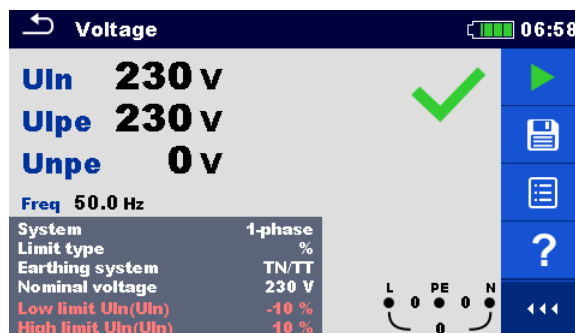 Voltage 06:58
Uln 230 V
Ulpe 230 V
Unpe 0 V
Freq 50.0 Hz
System 1-phase
Limit type %
Earthing system TN/TT
Nominal voltage 230 V
Low limit Uln(Uln) -10 %
High limit Uln(Uln) 10 %
?
L PE N
0 0
0